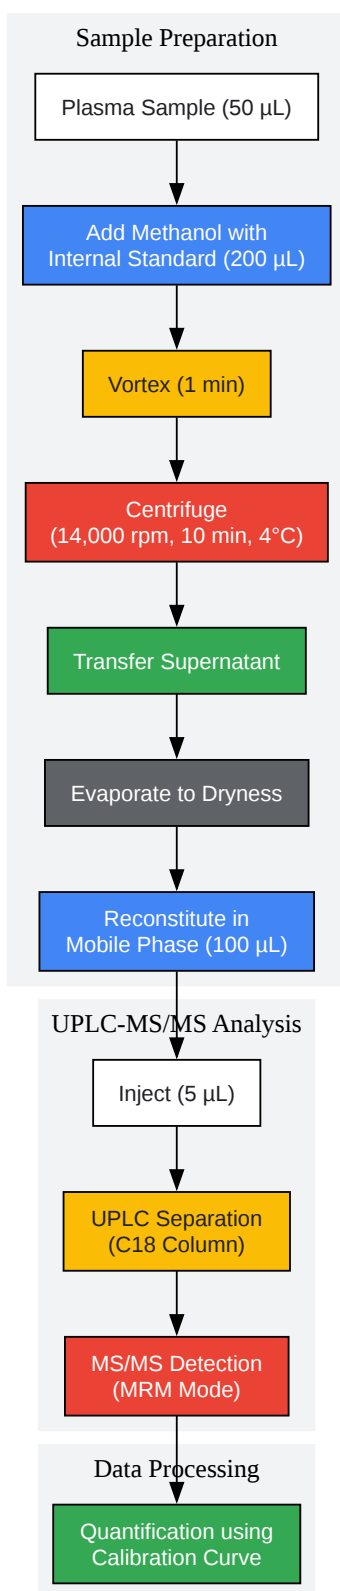 Sample Preparation
Plasma Sample (50 µL)
Add Methanol with
Internal Standard (200 µL)
Vortex (1 min)
Centrifuge
(14,000 rpm, 10 min, 4°C)
Transfer Supernatant
Evaporate to Dryness
Reconstitute in
Mobile Phase (100 µL)
UPLC-MS/MS Analysis
Inject (5 µL)
UPLC Separation
(C18 Column)
MS/MS Detection
(MRM Mode)
Data Processing
Quantification using
Calibration Curve